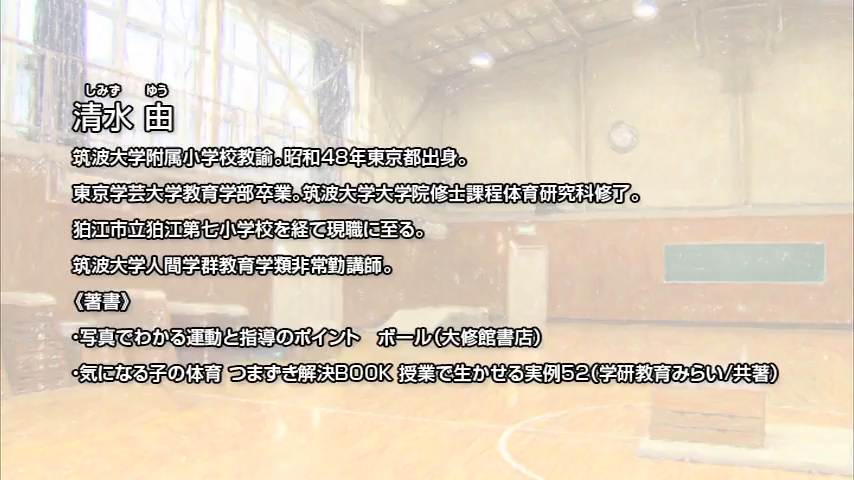 しみず ゆう
清水 由
筑波大学附属小学校教諭。昭和48年東京都出身。
東京学芸大学教育学部卒業。筑波大学大学院修士課程体育研究科修了。
狛江市立狛江第七小学校を経て現職に至る。
筑波大学人間学群教育学類非常勤講師。
《著書》
・写真でわかる運動と指導のポイント ボール（大修館書店）
・気になる子の体育 つまずき解決BOOK 授業で生かせる実例52（学研教育みらい/共著）